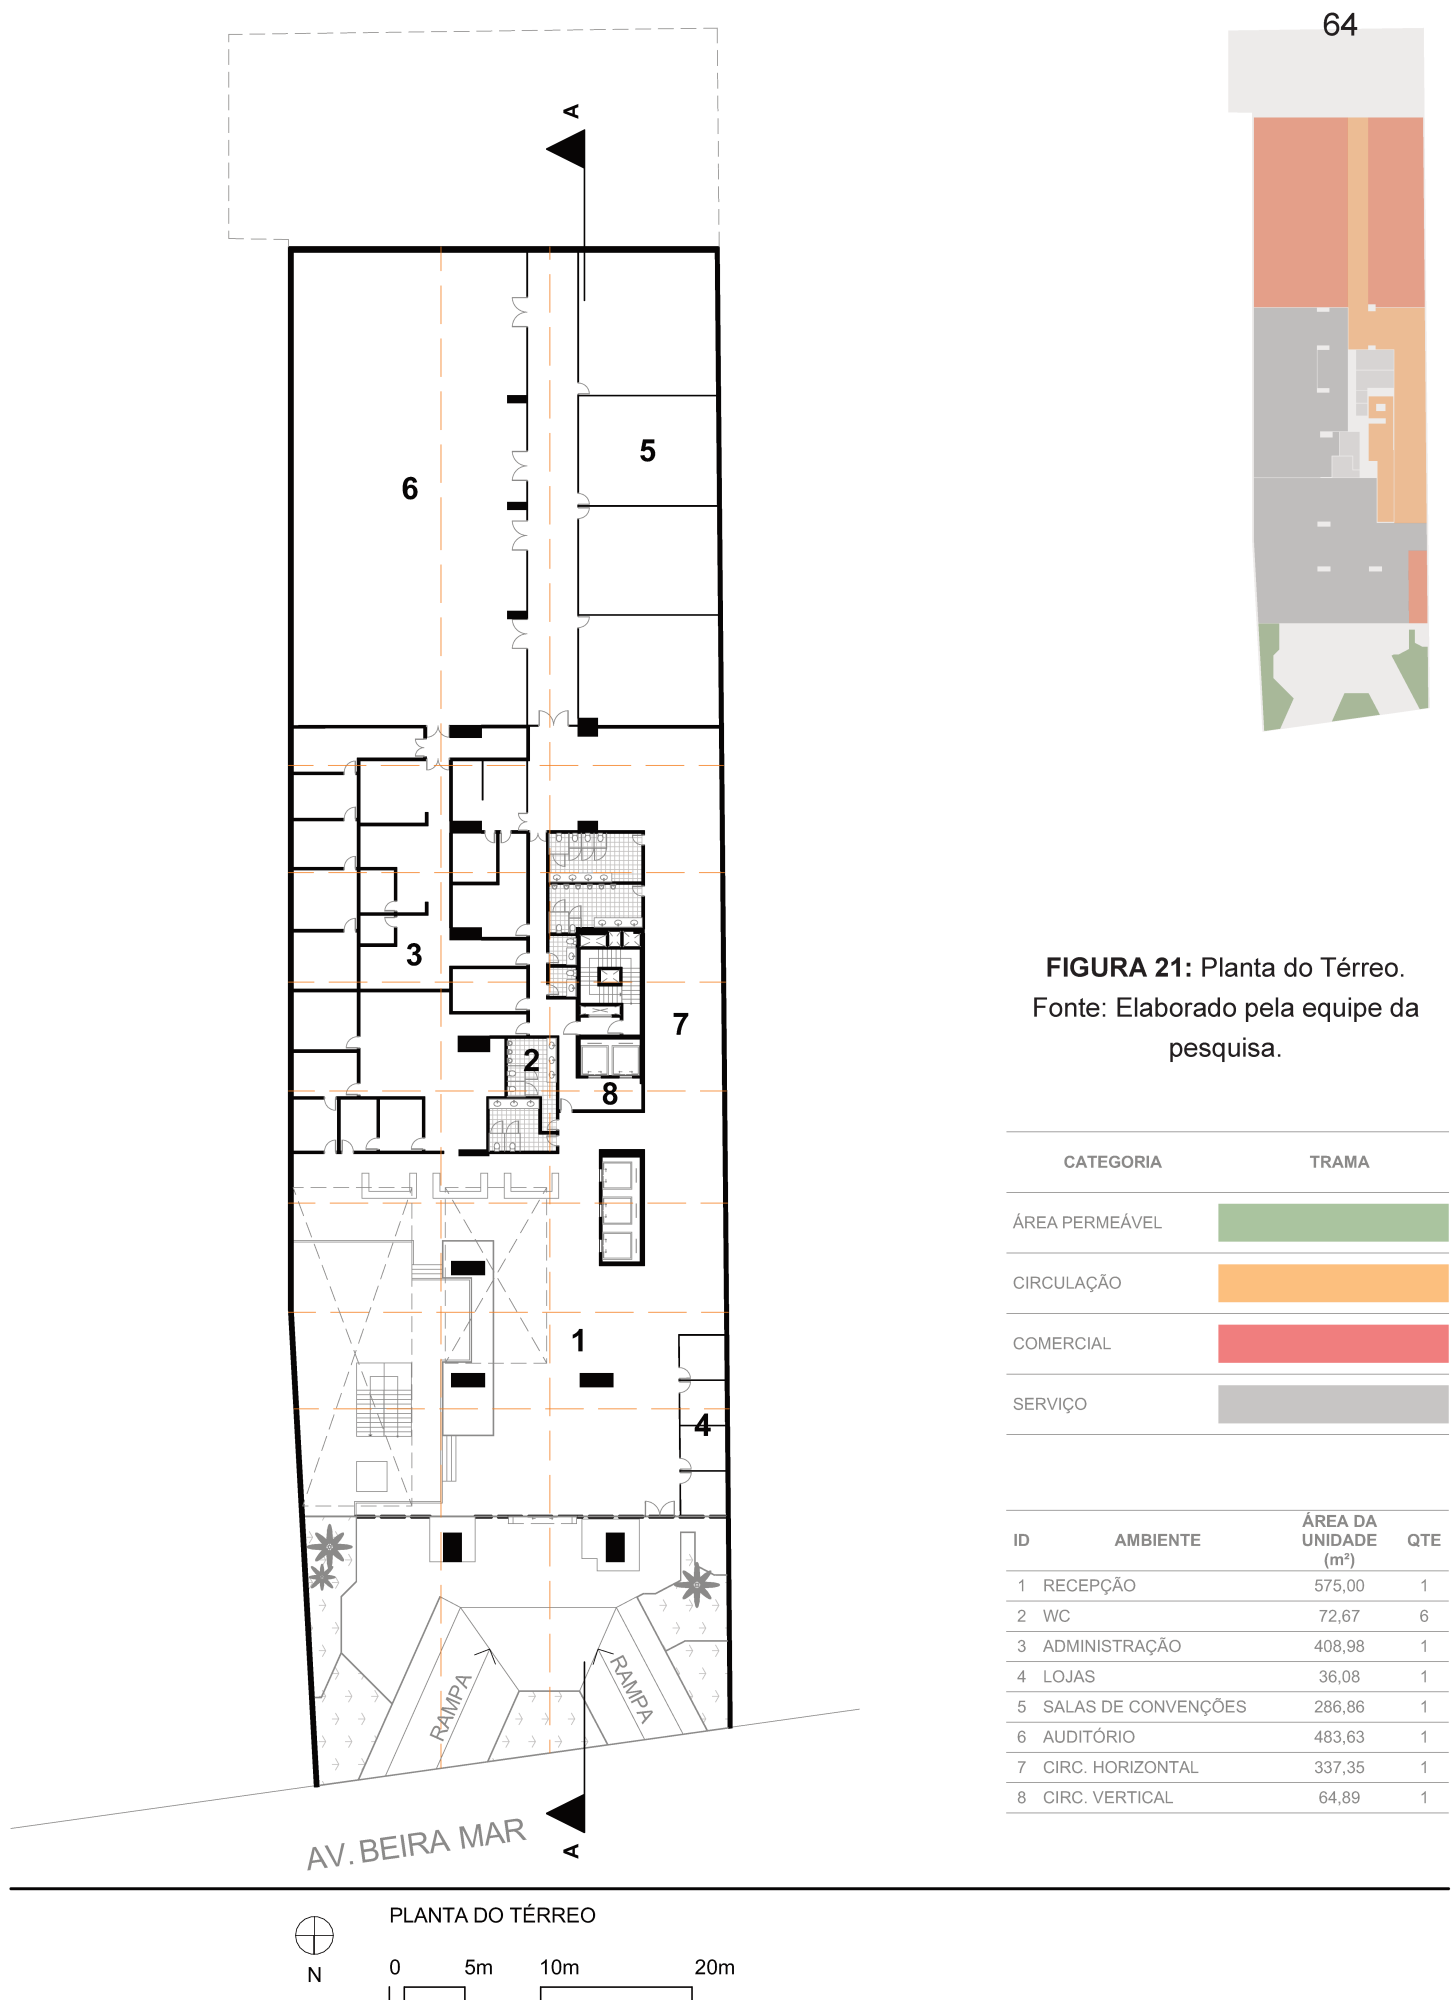 64
A
6
5
3
2
7
8
1
4
RAMPA
RAMPA
AV. BEIRA MAR
A
FIGURA 21: Planta do Térreo.
Fonte: Elaborado pela equipe da
pesquisa.
CATEGORIA TRAMA
ÁREA PERMEÁVEL
CIRCULAÇÃO
COMERCIAL
SERVIÇO
ID AMBIENTE ÁREA DA UNIDADE (m²) QTE
1 RECEPÇÃO 575,00 1
2 WC 72,67 6
3 ADMINISTRAÇÃO 408,98 1
4 LOJAS 36,08 1
5 SALAS DE CONVENÇÕES 286,86 1
6 AUDITÓRIO 483,63 1
7 CIRC. HORIZONTAL 337,35 1
8 CIRC. VERTICAL 64,89 1
PLANTA DO TÉRREO
N
0 5m 10m 20m